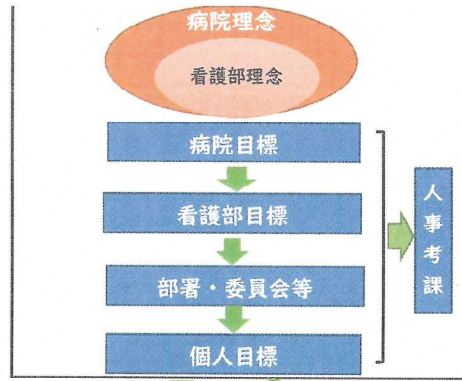 病院理念
看護部理念
病院目標
看護部目標
人事考課
部署・委員会等
個人目標